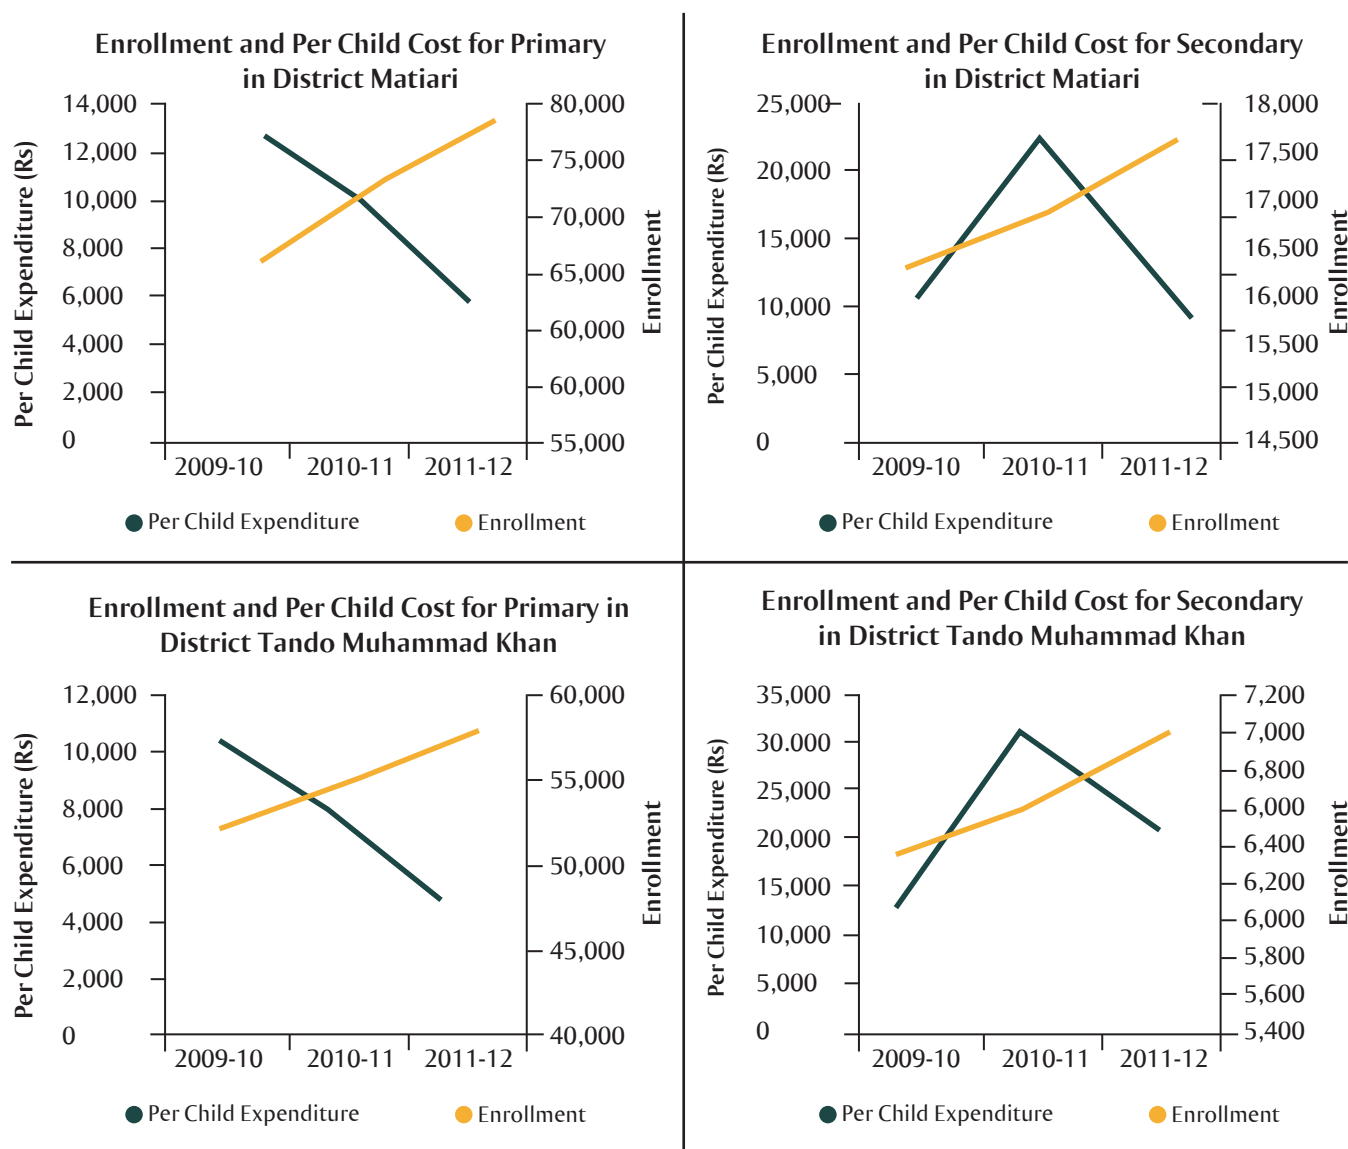 Enrollment and Per Child Cost for Primary
in District Matiari
Per Child Expenditure (Rs)
14,000
12,000
10,000
8,000
6,000
4,000
2,000
0
80,000
75,000
70,000
65,000
60,000
60,000
55,000
Enrollment
2009-10 2010-11 2011-12
Per Child Expenditure Enrollment
Enrollment and Per Child Cost for Secondary
in District Matiari
Per Child Expenditure (Rs)
25,000
20,000
15,000
10,000
5,000
0
18,000
17,500
17,000
16,500
16,000
15,500
15,000
14,500
Enrollment
2009-10 2010-11 2011-12
Per Child Expenditure Enrollment
Enrollment and Per Child Cost for Primary in
District Tando Muhammad Khan
Per Child Expenditure (Rs)
12,000
10,000
8,000
6,000
4,000
2,000
0
60,000
55,000
50,000
45,000
40,000
Enrollment
2009-10 2010-11 2011-12
Per Child Expenditure Enrollment
Enrollment and Per Child Cost for Secondary
in District Tando Muhammad Khan
Per Child Expenditure (Rs)
35,000
30,000
25,000
20,000
15,000
10,000
5,000
0
7,200
7,000
6,800
6,000
6,400
6,200
6,000
5,800
5,600
5,400
Enrollment
2009-10 2010-11 2011-12
Per Child Expenditure Enrollment